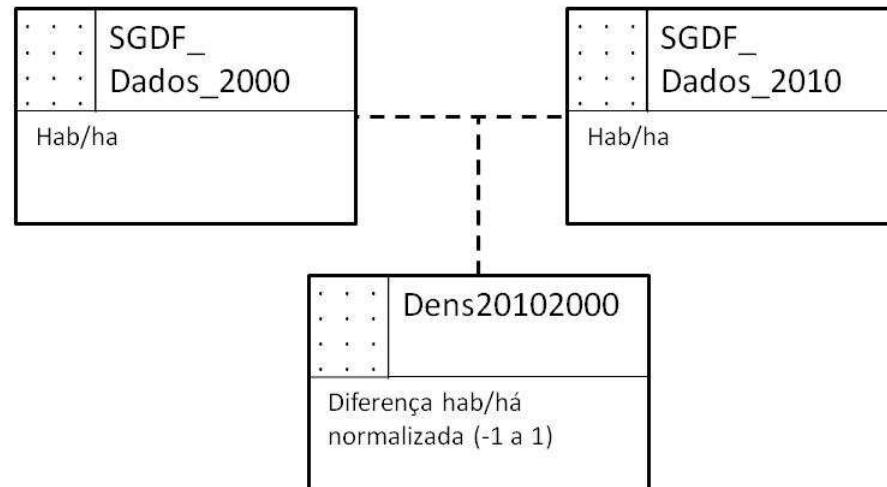 SGDF_
Dados_2000
Hab/ha
SGDF_
Dados_2010
Hab/ha
Dens20102000
Diferença hab/há
normalizada (-1 a 1)